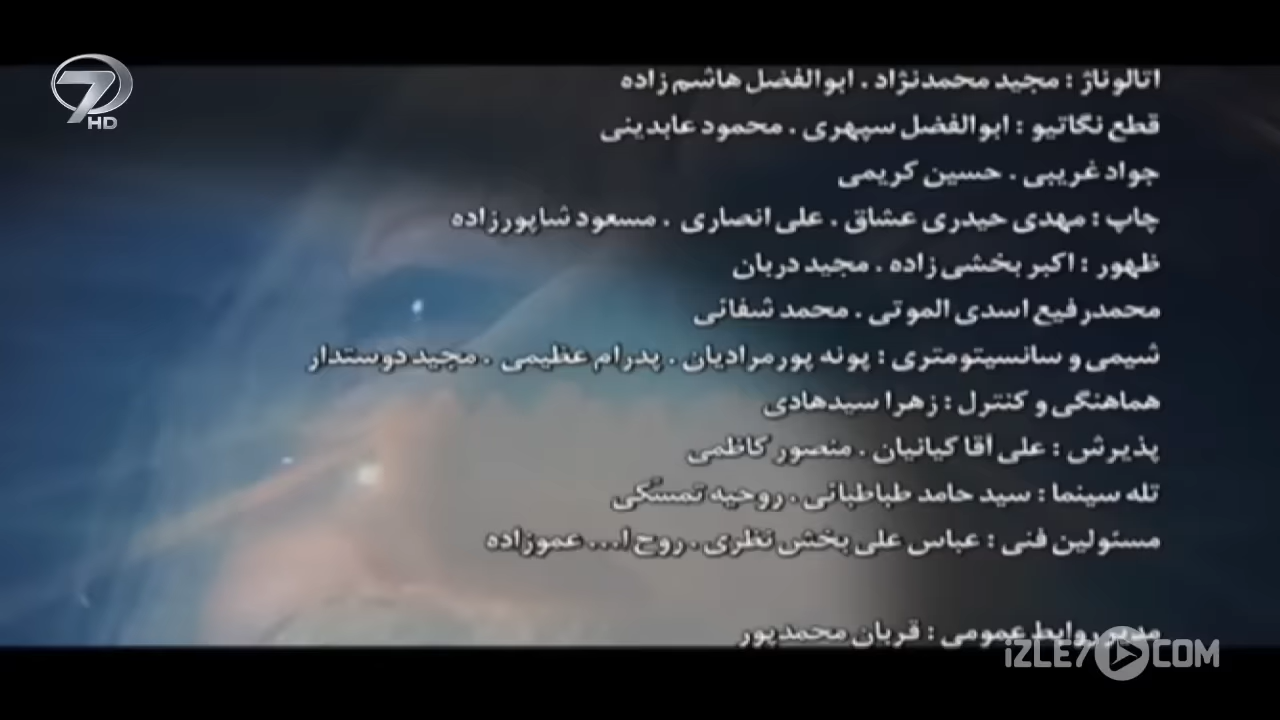 7
HD
اتالوناژ : مجید محمدنژاد . ابوالفضل هاشم زاده
قطع نگاتیو : ابوالفضل سپهری . محمود عابدینی
جواد غریبی . حسین کریمی
چاپ : مهدی حیدری عشاق . علی انصاری . مسعود شاپورزاده
ظهور : اکبر بخشی زاده . مجید دربان
محمدرفیع اسدی الموتی . محمد شفائی
شیمی و سانسیتومتری : پونه پورمرادیان . پدرام عظیمی . مجید دوستدار
هماهنگی و کنترل : زهرا سیدهادی
پذیرش : علی آقا کیانیان . منصور کاظمی
تله سینما : سید حامد طباطبائی . روحیه تمسکی
مسئولین فنی : عباس علی بخش نظری . روح ا... عموزاده
مدیر روابط عمومی : قربان محمدپور
iZLE7 COM